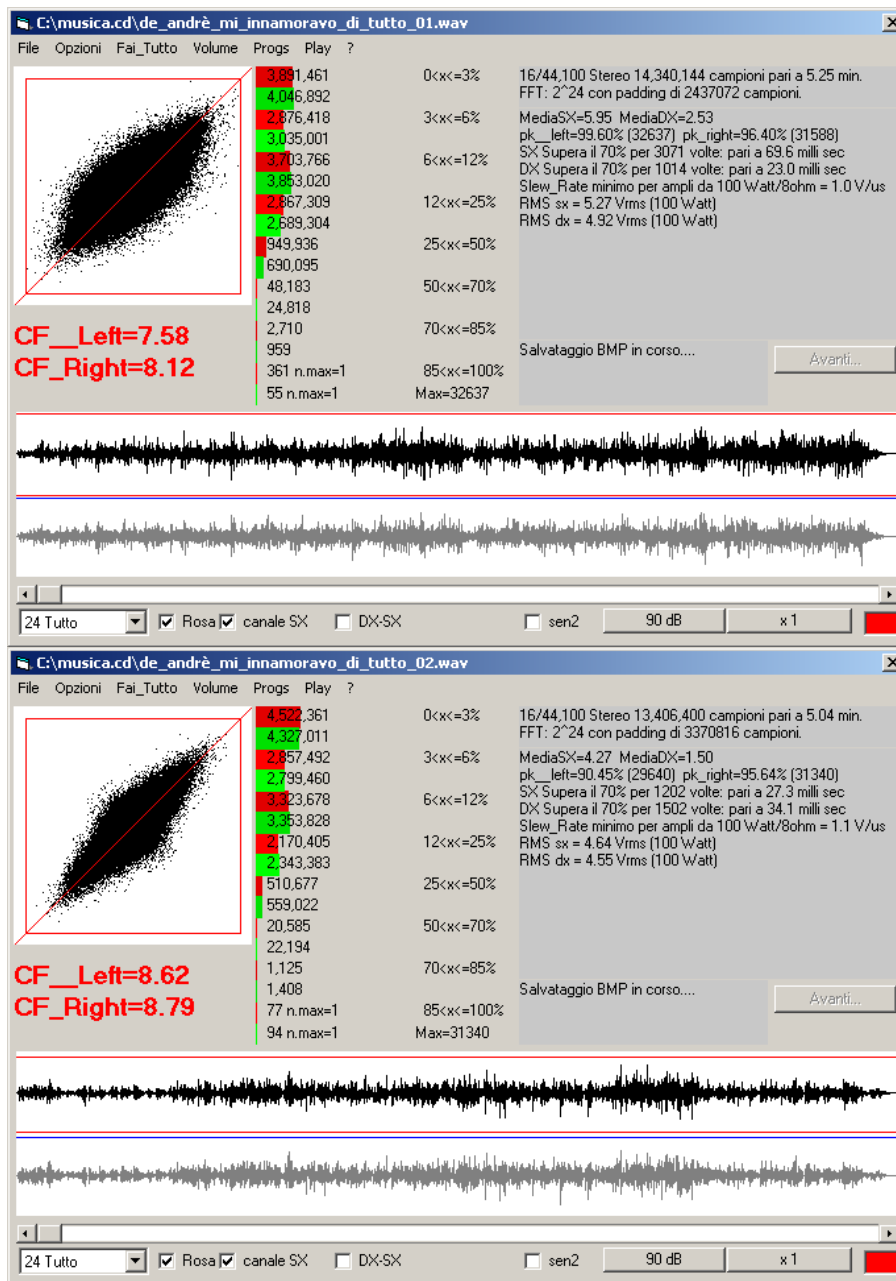 C:\musica.cd\de_andrè_mi_innamoravo_di_tutto_01.wav
File Opzioni Fai_Tutto Volume Progs Play ?
3,891,461 0<x<=3%
4,046,892
2,876,418 3<x<=6%
3,035,001
3,703,766 6<x<=12%
3,853,020
2,867,309 12<x<=25%
2,689,304
949,936 25<x<=50%
690,095
48,183 50<x<=70%
24,818
2,710 70<x<=85%
959
361 n.max=1 85<x<=100%
55 n.max=1 Max=32637
16/44,100 Stereo 14,340,144 campioni pari a 5.25 min.
FFT: 2^24 con padding di 2437072 campioni.
MediaSX=5.95 MediaDX=2.53
pk__left=99.60% (32637) pk_right=96.40% (31588)
SX Supera il 70% per 3071 volte: pari a 69.6 milli sec
DX Supera il 70% per 1014 volte: pari a 23.0 milli sec
Slew_Rate minimo per ampli da 100 Watt/8ohm = 1.0 V/us
RMS sx = 5.27 Vrms (100 Watt)
RMS dx = 4.92 Vrms (100 Watt)
CF__Left=7.58
CF_Right=8.12
Salvataggio BMP in corso....
Avanti...
24 Tutto Rosa canale SX DX-SX sen2 90 dB x 1
C:\musica.cd\de_andrè_mi_innamoravo_di_tutto_02.wav
File Opzioni Fai_Tutto Volume Progs Play ?
4,522,361 0<x<=3%
4,327,011
2,857,492 3<x<=6%
2,799,460
3,323,678 6<x<=12%
3,353,828
2,170,405 12<x<=25%
2,343,383
510,677 25<x<=50%
559,022
20,585 50<x<=70%
22,194
1,125 70<x<=85%
1,408
77 n.max=1 85<x<=100%
94 n.max=1 Max=31340
16/44,100 Stereo 13,406,400 campioni pari a 5.04 min.
FFT: 2^24 con padding di 3370816 campioni.
MediaSX=4.27 MediaDX=1.50
pk__left=90.45% (29640) pk_right=95.64% (31340)
SX Supera il 70% per 1202 volte: pari a 27.3 milli sec
DX Supera il 70% per 1502 volte: pari a 34.1 milli sec
Slew_Rate minimo per ampli da 100 Watt/8ohm = 1.1 V/us
RMS sx = 4.64 Vrms (100 Watt)
RMS dx = 4.55 Vrms (100 Watt)
CF__Left=8.62
CF_Right=8.79
Salvataggio BMP in corso....
Avanti...
24 Tutto Rosa canale SX DX-SX sen2 90 dB x 1